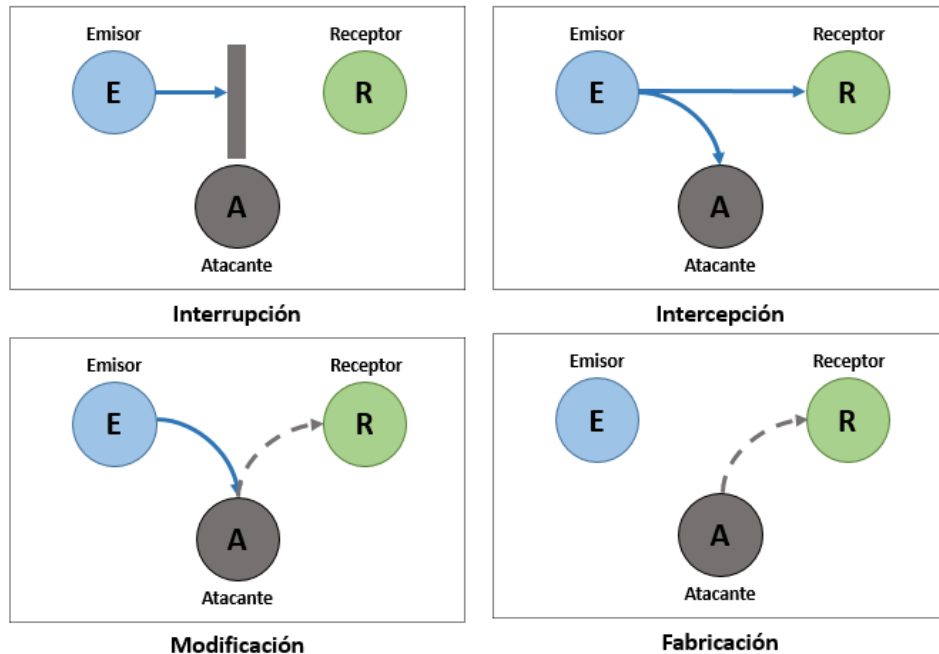 Emisor
Receptor
E
R
A
Atacante
Interrupción
Emisor
Receptor
E
R
A
Atacante
Intercepción
Emisor
Receptor
E
R
A
Atacante
Modificación
Emisor
Receptor
E
R
A
Atacante
Fabricación